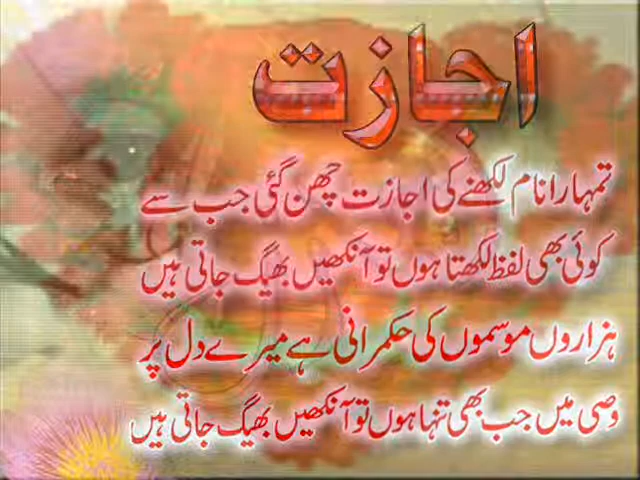 اجازت
تمہارا نام لکھنے کی اجازت چھن گئی جب سے
کوئی بھی لفظ لکھتا ہوں تو آنکھیں بھیگ جاتی ہیں
ہزاروں موسموں کی حکمرانی ہے میرے دل پر
وصی میں جب بھی تنہا ہوں تو آنکھیں بھیگ جاتی ہیں